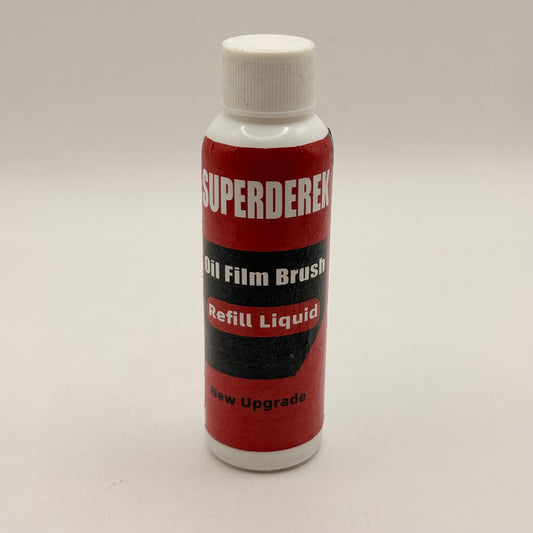 SUPERDEREK
Oil Film Brush
Refill Liquid
New Upgrade